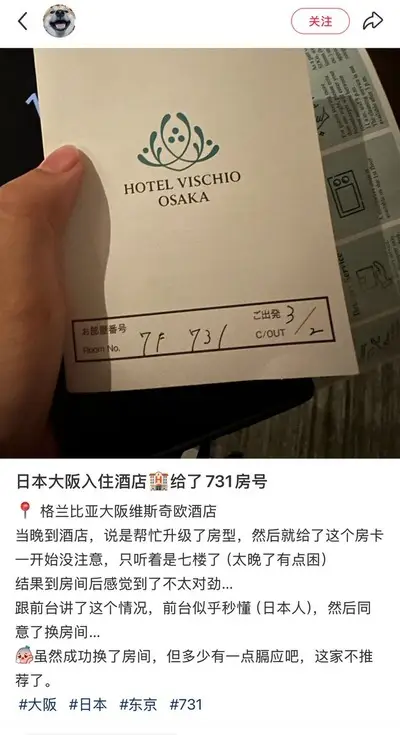 关注
HOTEL VISCHIO
OSAKA
お部屋番号
Room No.
7F 731
ご出発
C/OUT
3/2
日本大阪入住酒店🏨给了731房号
📍 格兰比亚大阪维斯奇欧酒店
当晚到酒店，说是帮忙升级了房型，然后就给了这个房卡
一开始没注意，只听着是七楼了 (太晚了有点困)
结果到房间后感觉到了不太对劲...
跟前台讲了这个情况，前台似乎秒懂 (日本人)，然后同
意了换房间...
👵虽然成功换了房间，但多少有一点膈应吧，这家不推
荐了。
#大阪 #日本 #东京 #731